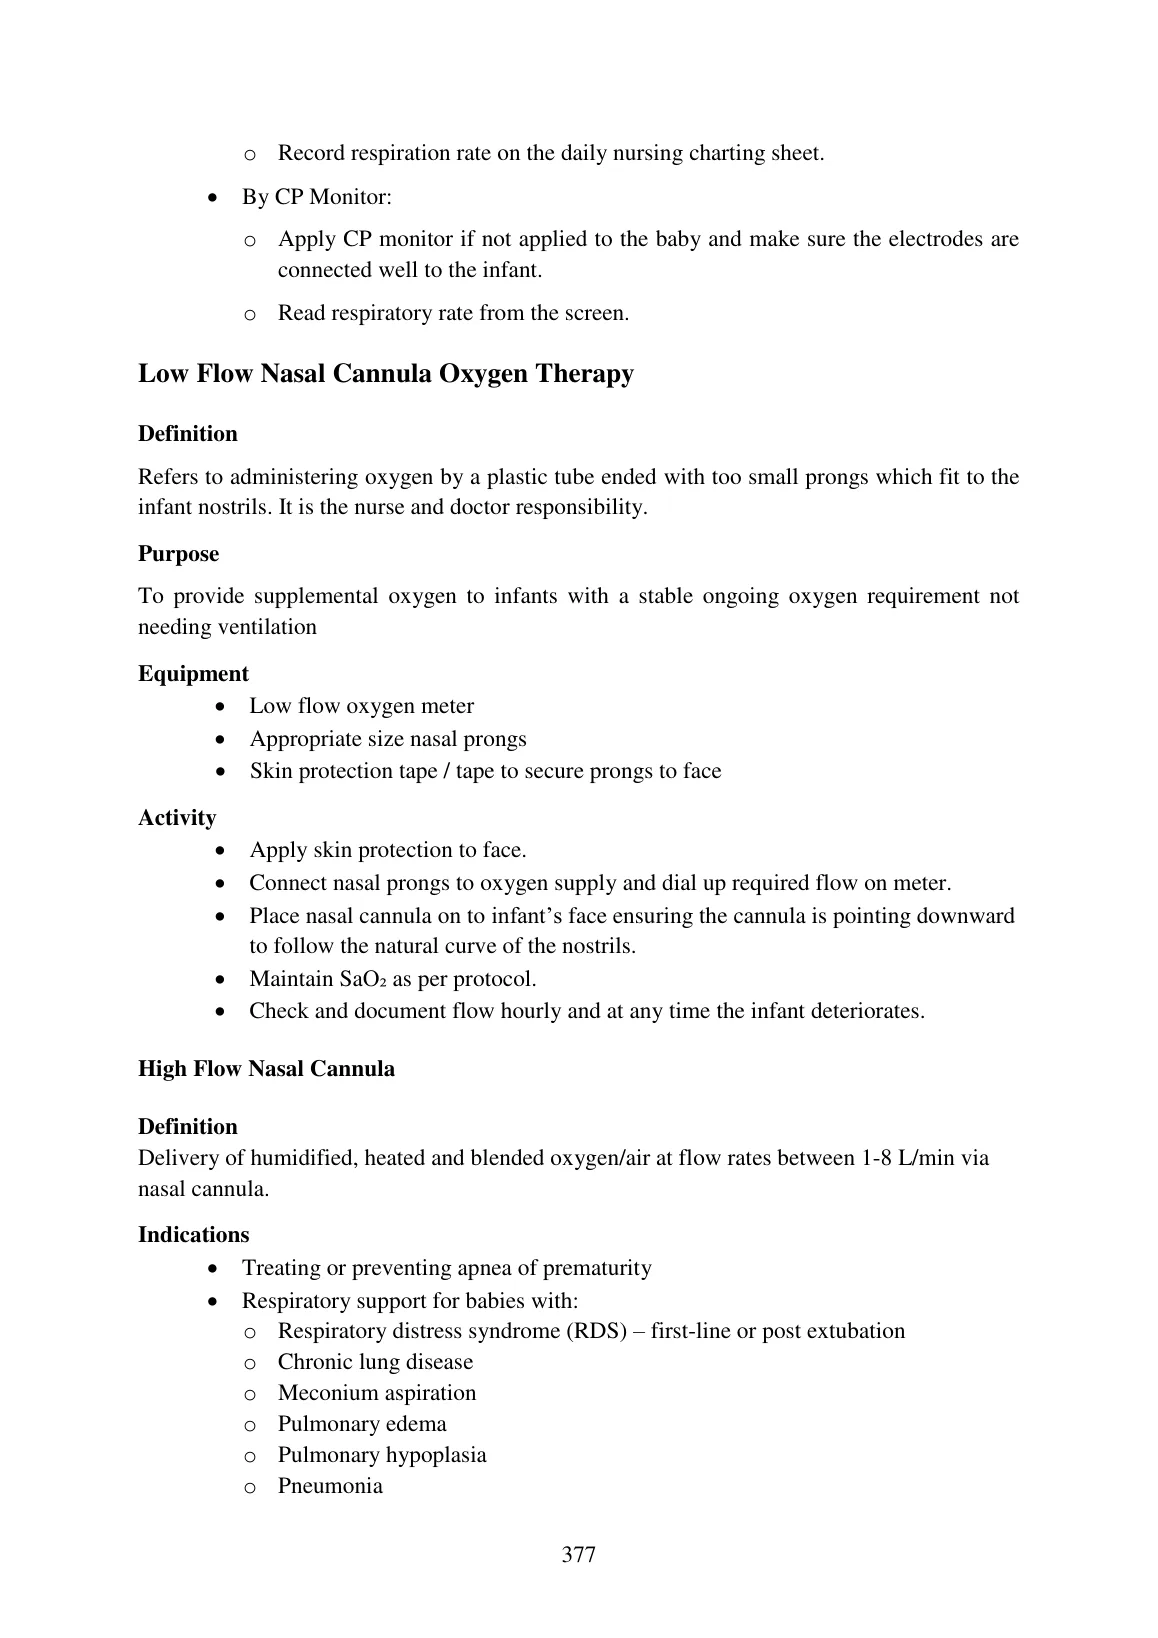 o Record respiration rate on the daily nursing charting sheet.
• By CP Monitor:
o Apply CP monitor if not applied to the baby and make sure the electrodes are
connected well to the infant.
o Read respiratory rate from the screen.
Low Flow Nasal Cannula Oxygen Therapy
Definition
Refers to administering oxygen by a plastic tube ended with too small prongs which fit to the
infant nostrils. It is the nurse and doctor responsibility.
Purpose
To provide supplemental oxygen to infants with a stable ongoing oxygen requirement not
needing ventilation
Equipment
• Low flow oxygen meter
• Appropriate size nasal prongs
• Skin protection tape / tape to secure prongs to face
Activity
• Apply skin protection to face.
• Connect nasal prongs to oxygen supply and dial up required flow on meter.
• Place nasal cannula on to infant’s face ensuring the cannula is pointing downward
to follow the natural curve of the nostrils.
• Maintain SaO₂ as per protocol.
• Check and document flow hourly and at any time the infant deteriorates.
High Flow Nasal Cannula
Definition
Delivery of humidified, heated and blended oxygen/air at flow rates between 1-8 L/min via
nasal cannula.
Indications
• Treating or preventing apnea of prematurity
• Respiratory support for babies with:
o Respiratory distress syndrome (RDS) – first-line or post extubation
o Chronic lung disease
o Meconium aspiration
o Pulmonary edema
o Pulmonary hypoplasia
o Pneumonia
377